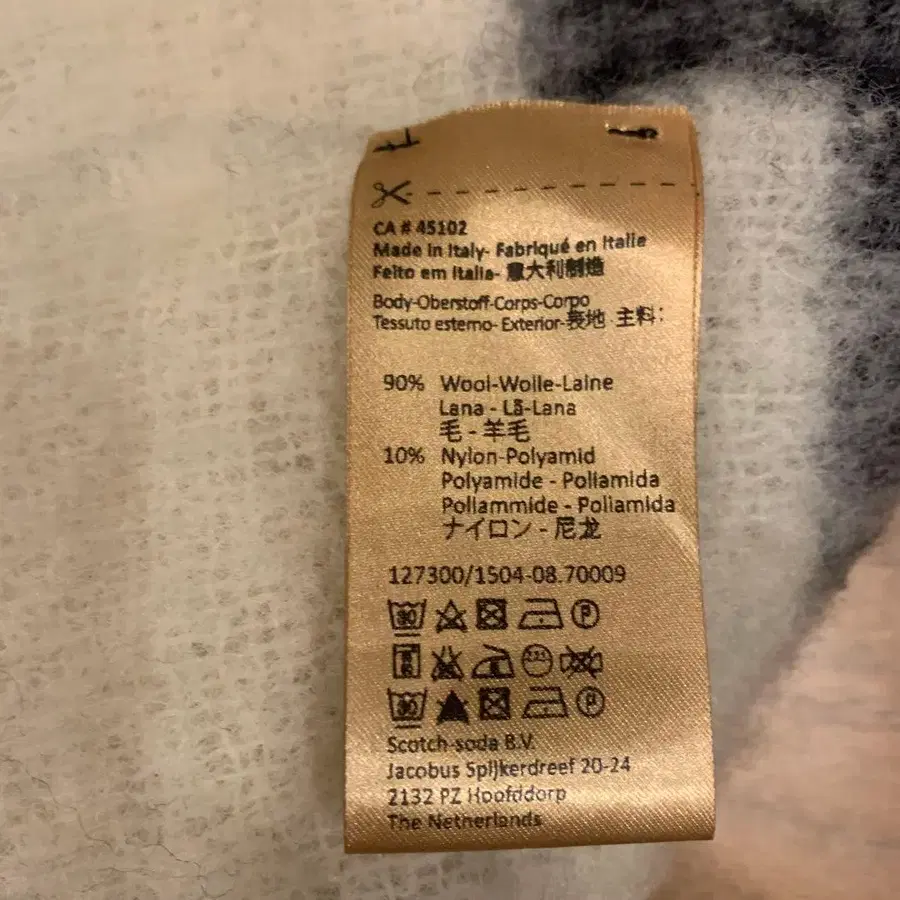 CA # 45102
Made in Italy- Fabriqué en Italie
Feito em Italia- 意大利制造
Body-Oberstoff-Corps-Corpo
Tessuto esterno- Exterior-表地 主料:
90% Wool-Wolle-Laine
Lana - Lã-Lana
毛 - 羊毛
10% Nylon-Polyamid
Polyamide - Poliamida
Poliammide - Poliamida
ナイロン - 尼龙
127300/1504-08.70009
30
P
30
P
Scotch-soda B.V.
Jacobus Spijkerdreef 20-24
2132 PZ Hoofddorp
The Netherlands